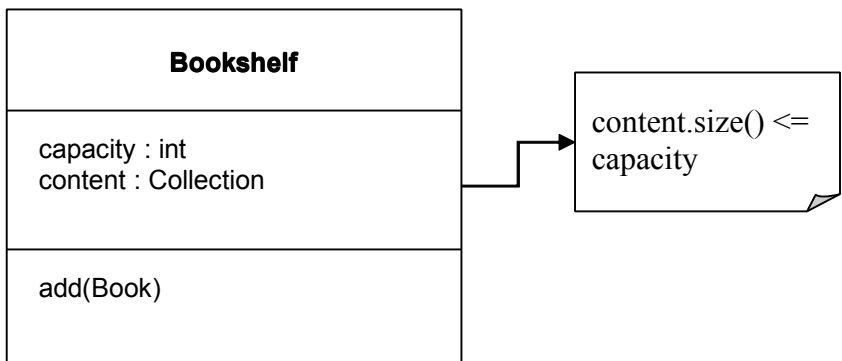 Bookshelf
capacity : int
content : Collection
add(Book)
content.size() <=
capacity